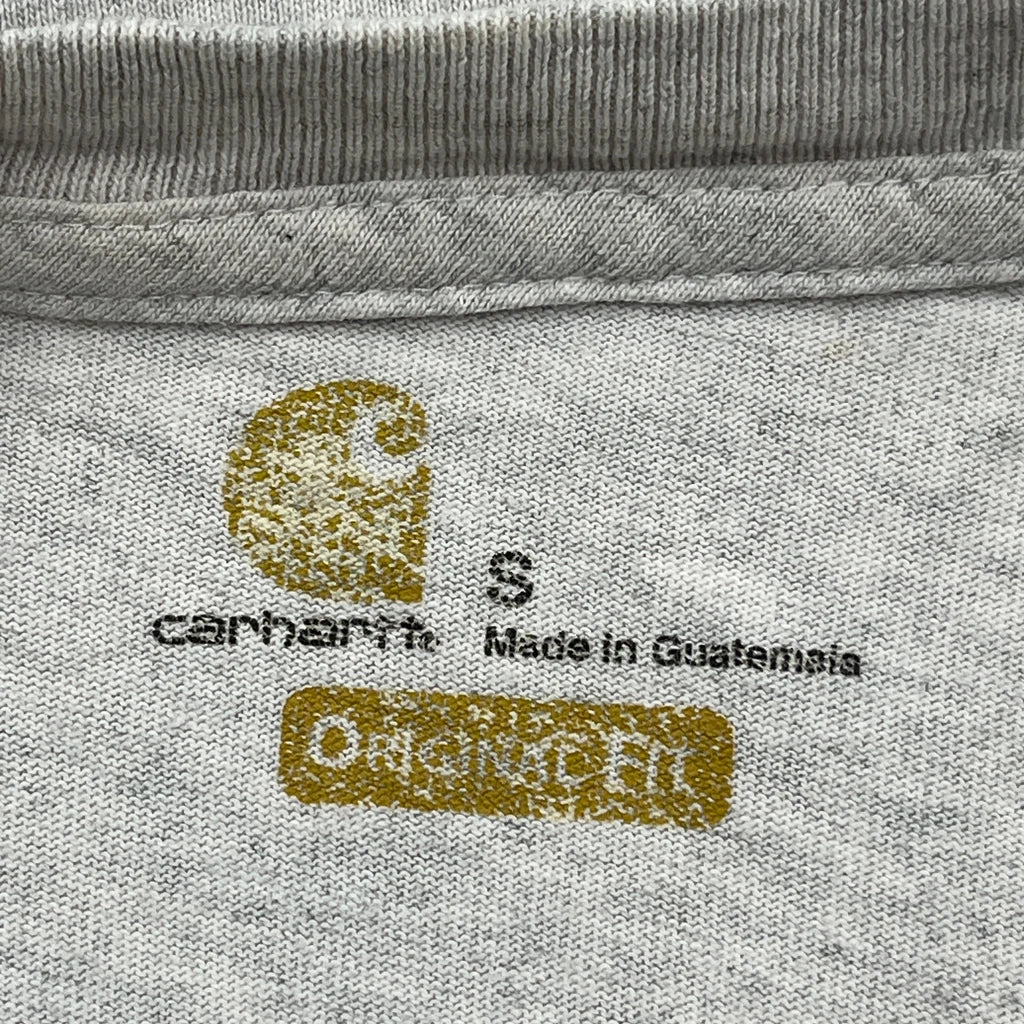 S
carhartt
Made in Guatemala
ORIGINAL FIT